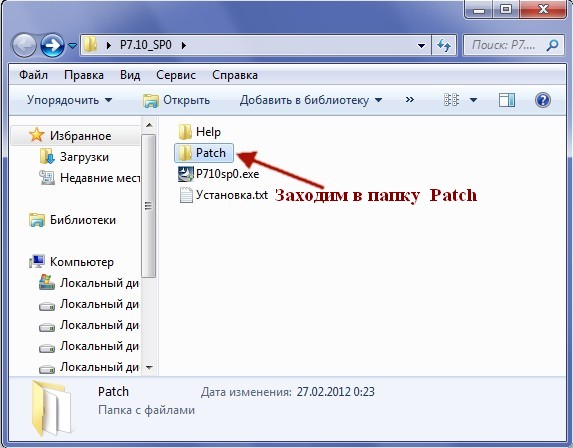 P7.10_SP0
Поиск: P7....
Файл Правка Вид Сервис Справка
Упорядочить Открыть Добавить в библиотеку »
Избранное
Загрузки
Недавние мест
Библиотеки
Компьютер
Локальный ди
Локальный ди
Локальный ди
Локальный ди
Локальный ди
Help
Patch
P710sp0.exe
Установка.txt
Заходим в папку Patch
Patch Дата изменения: 27.02.2012 0:23
Папка с файлами